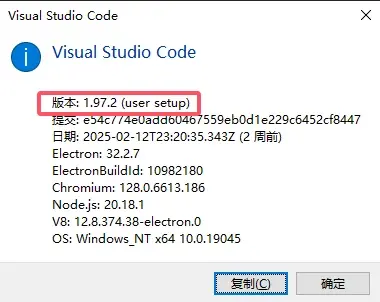 Visual Studio Code
Visual Studio Code
版本: 1.97.2 (user setup)
提交: e54c774e0add60467559eb0d1e229c6452cf8447
日期: 2025-02-12T23:20:35.343Z (2 周前)
Electron: 32.2.7
ElectronBuildId: 10982180
Chromium: 128.0.6613.186
Node.js: 20.18.1
V8: 12.8.374.38-electron.0
OS: Windows_NT x64 10.0.19045
复制(C)
确定